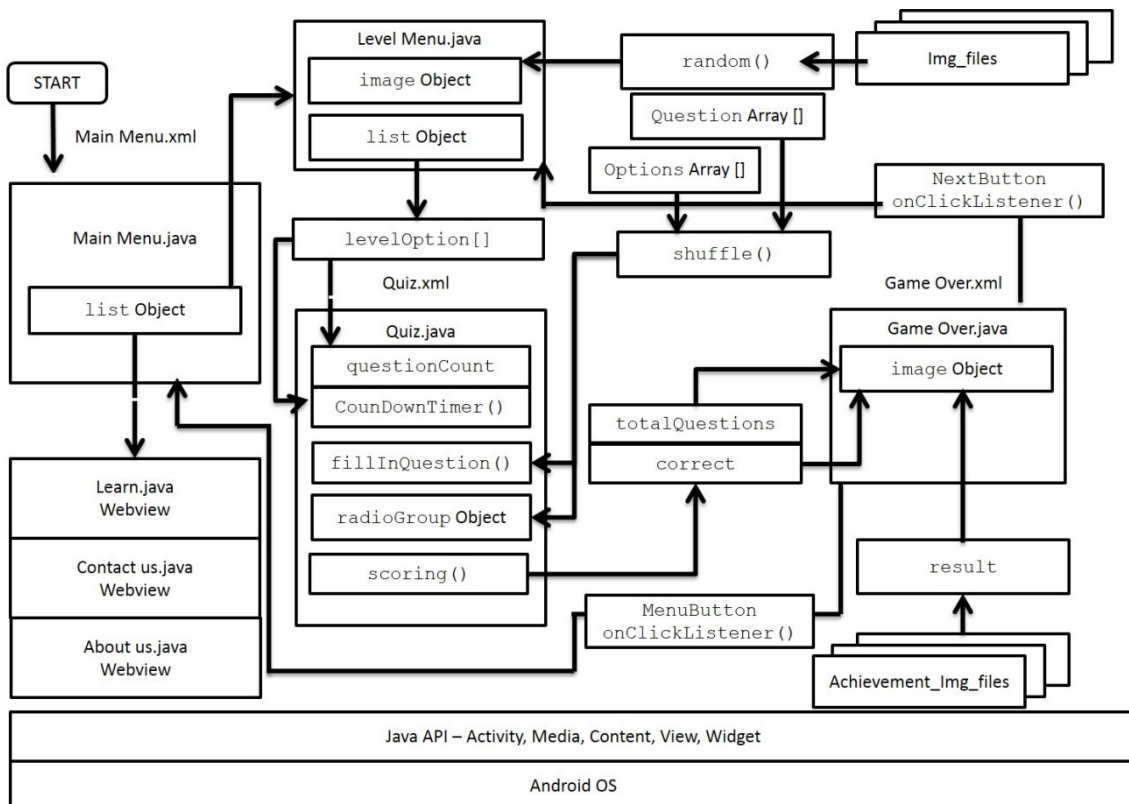 START
Main Menu.xml
Main Menu.java
list Object
Learn.java
Webview
Contact us.java
Webview
About us.java
Webview
Level Menu.java
image Object
list Object
levelOption[]
Quiz.xml
Quiz.java
questionCount
CounDownTimer()
fillInQuestion()
radioGroup Object
scoring()
random()
Img_files
Question Array []
Options Array []
shuffle()
NextButton
onClickListener()
Game Over.xml
Game Over.java
image Object
totalQuestions
correct
result
MenuButton
onClickListener()
Achievement_Img_files
Java API – Activity, Media, Content, View, Widget
Android OS